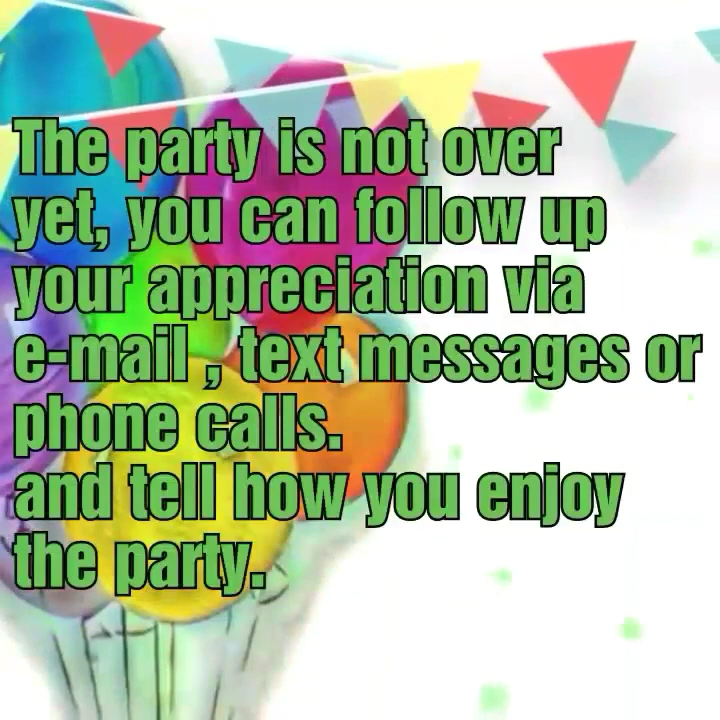 The party is not over
yet, you can follow up
your appreciation via
e-mail , text messages or
phone calls.
and tell how you enjoy
the party.